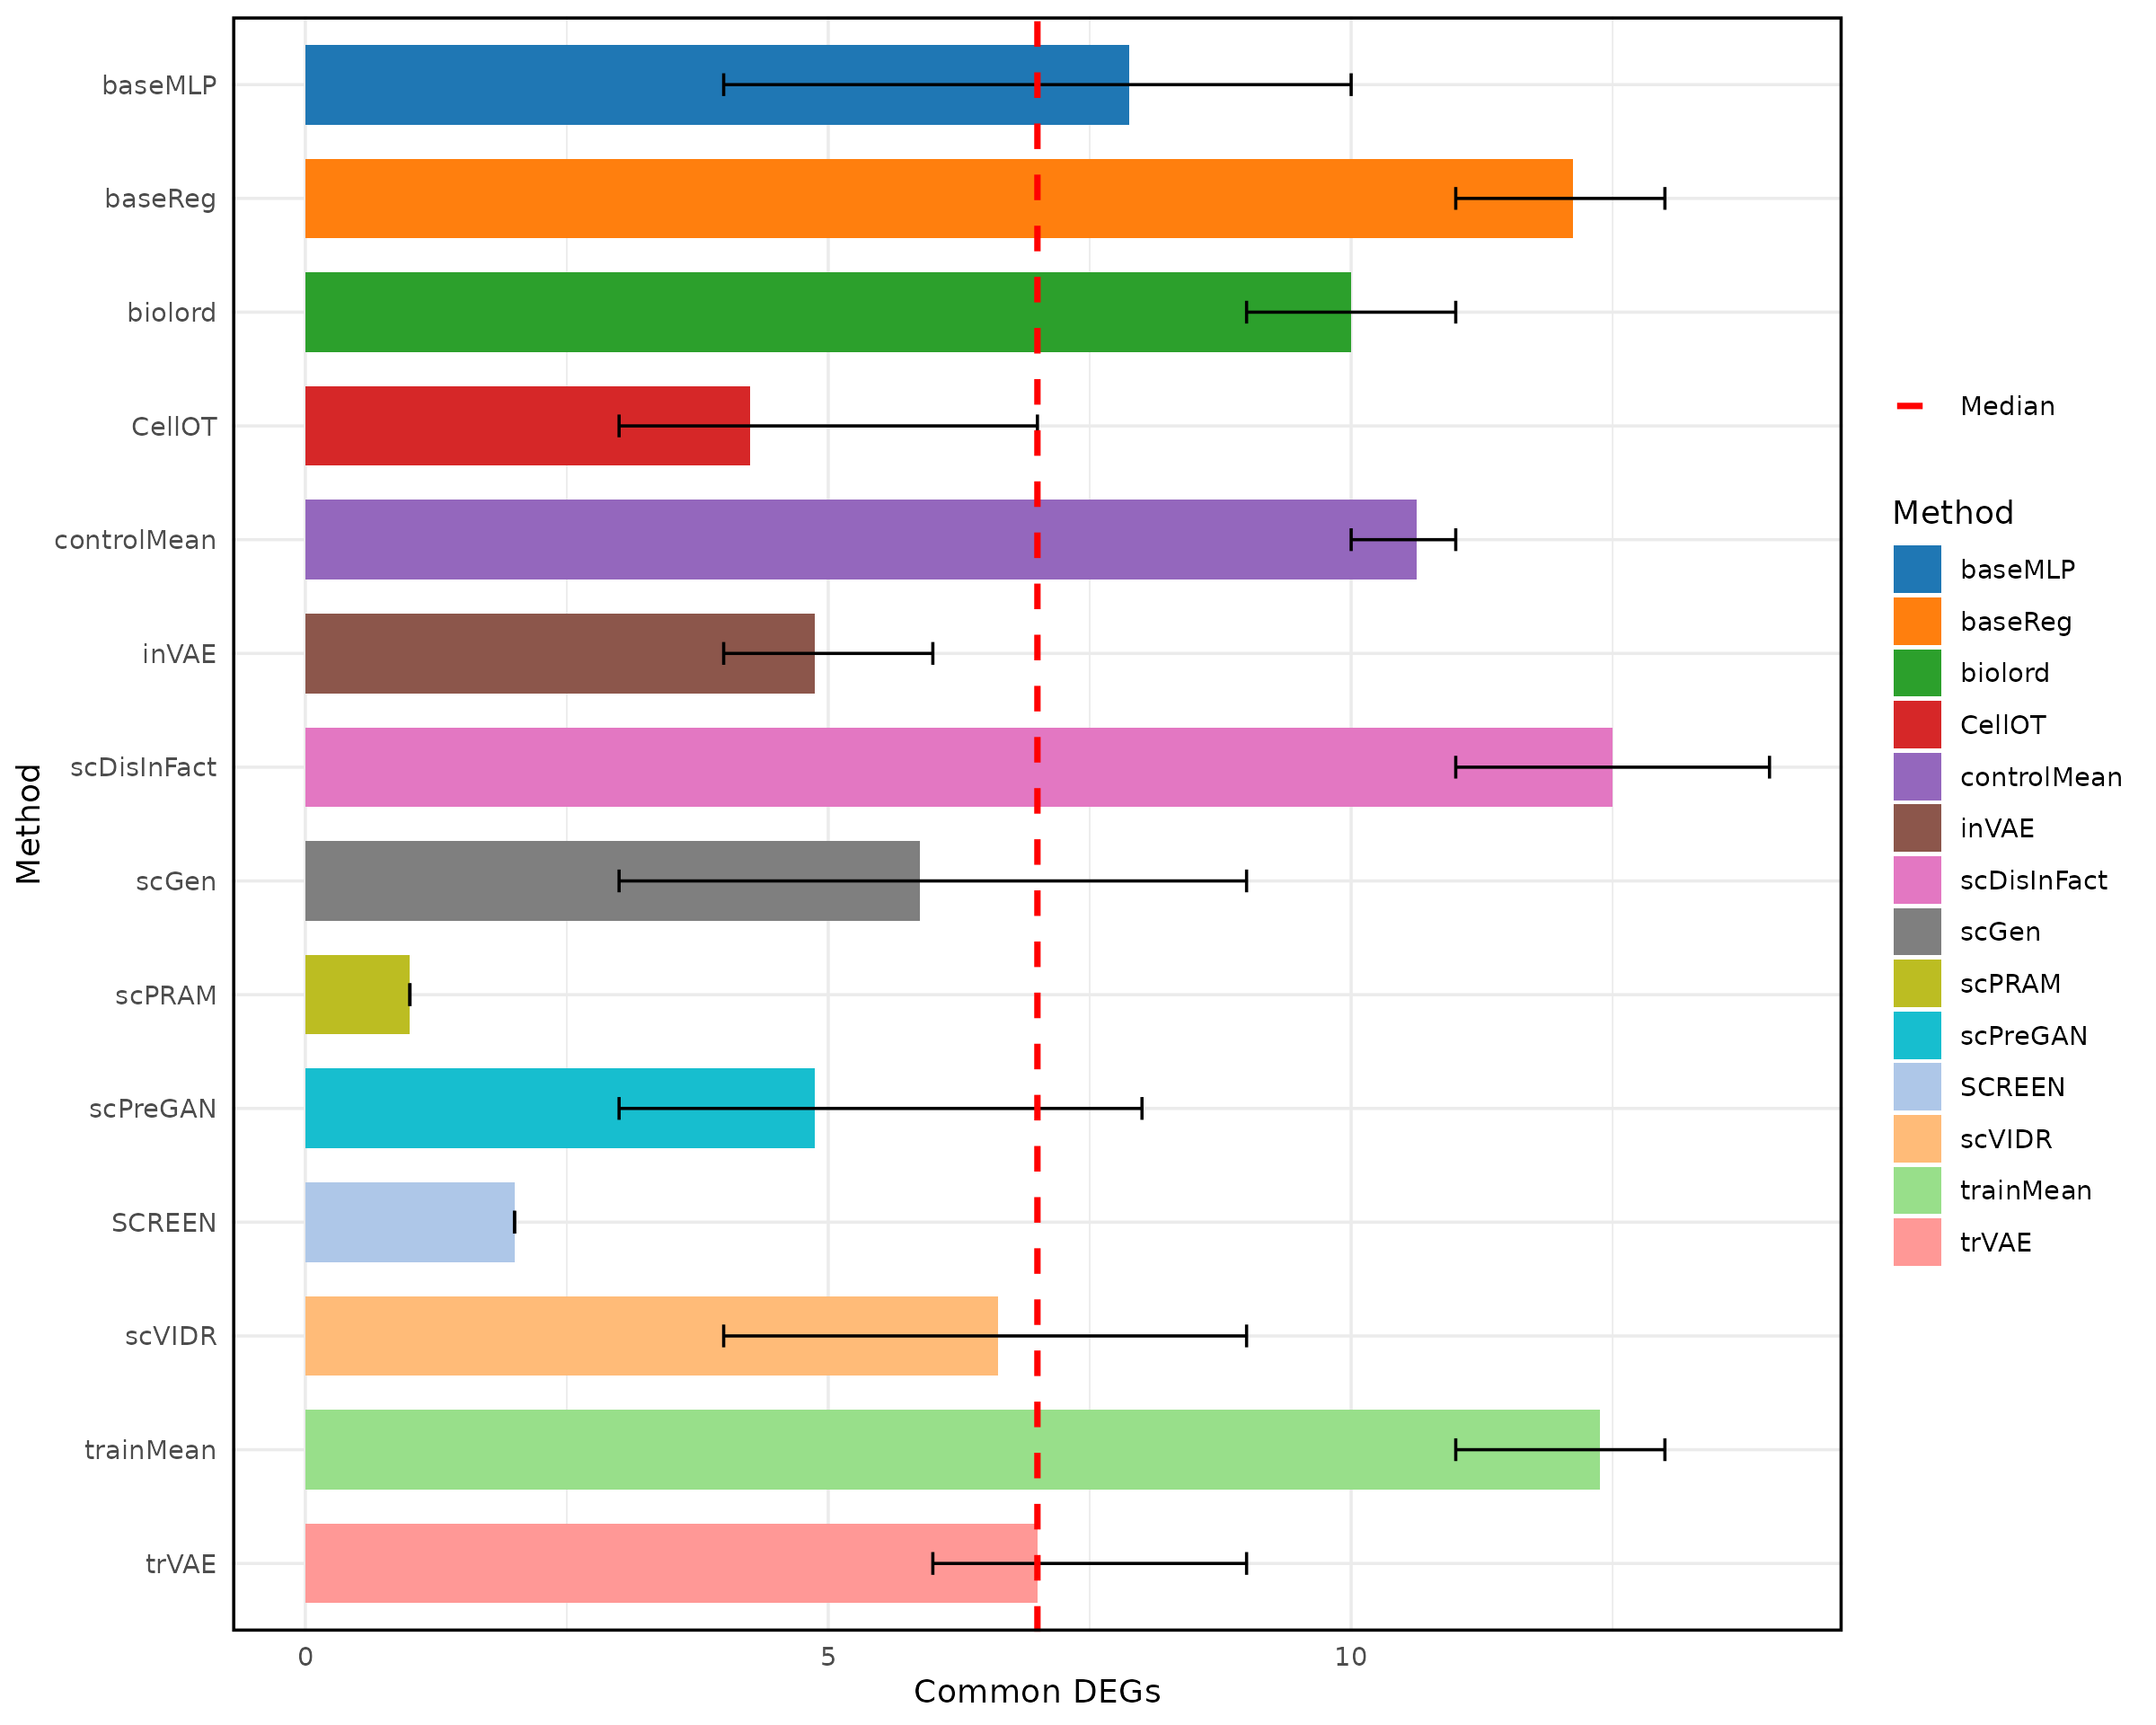 baseMLP
baseReg
biolord
CellOT
controlMean
inVAE
scDisInFact
scGen
scPRAM
scPreGAN
SCREEN
scVIDR
trainMean
trVAE
Method
0 5 10
Common DEGs
Median
Method
baseMLP
baseReg
biolord
CellOT
controlMean
inVAE
scDisInFact
scGen
scPRAM
scPreGAN
SCREEN
scVIDR
trainMean
trVAE